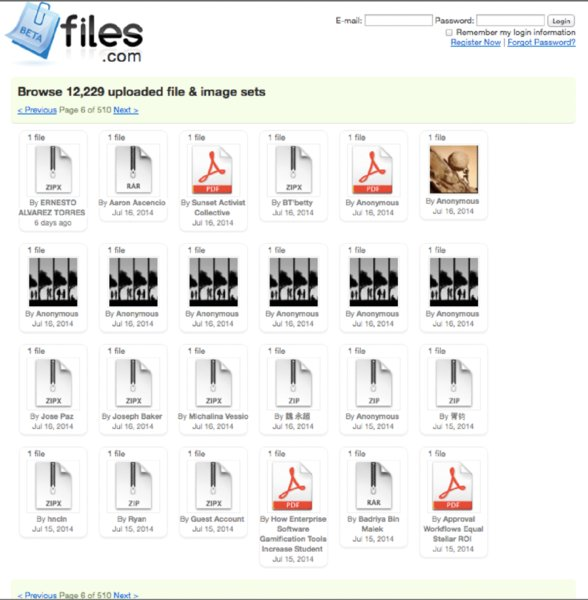 BETA files
.com
E-mail: Password: Login
Remember my login information
Register Now | Forgot Password?
Browse 12,229 uploaded file & image sets
< Previous Page 6 of 510 Next >
1 file 1 file 1 file 1 file 1 file 1 file
ZIPX RAR PDF ZIPX PDF
By ERNESTO ALVAREZ TORRES
6 days ago
By Aaron Ascencio
Jul 16, 2014
By Sunset Activist Collective
Jul 16, 2014
By BT'betty
Jul 16, 2014
By Anonymous
Jul 16, 2014
By Anonymous
Jul 16, 2014
1 file 1 file 1 file 1 file 1 file 1 file
By Anonymous By Anonymous By Anonymous By Anonymous By Anonymous By Anonymous
Jul 16, 2014 Jul 16, 2014 Jul 16, 2014 Jul 16, 2014 Jul 16, 2014 Jul 16, 2014
1 file 1 file 1 file 1 file 1 file 1 file
ZIPX ZIPX ZIPX ZIP ZIP ZIP
By Jose Paz By Joseph Baker By Michalina Vessio By 魏 永超 By Anonymous By 胥钧
Jul 16, 2014 Jul 16, 2014 Jul 16, 2014 Jul 16, 2014 Jul 15, 2014 Jul 15, 2014
1 file 1 file 1 file 1 file 1 file 1 file
ZIPX ZIP ZIPX PDF RAR PDF
By hncln
Jul 15, 2014
By Ryan
Jul 15, 2014
By Guest Account
Jul 15, 2014
By How Enterprise
Software
Gamification Tools
Increase Student
Jul 15, 2014
By Badriya Bin
Malek
Jul 15, 2014
By Approval
Workflows Equal
Stellar ROI
Jul 15, 2014
< Previous Page 6 of 510 Next >